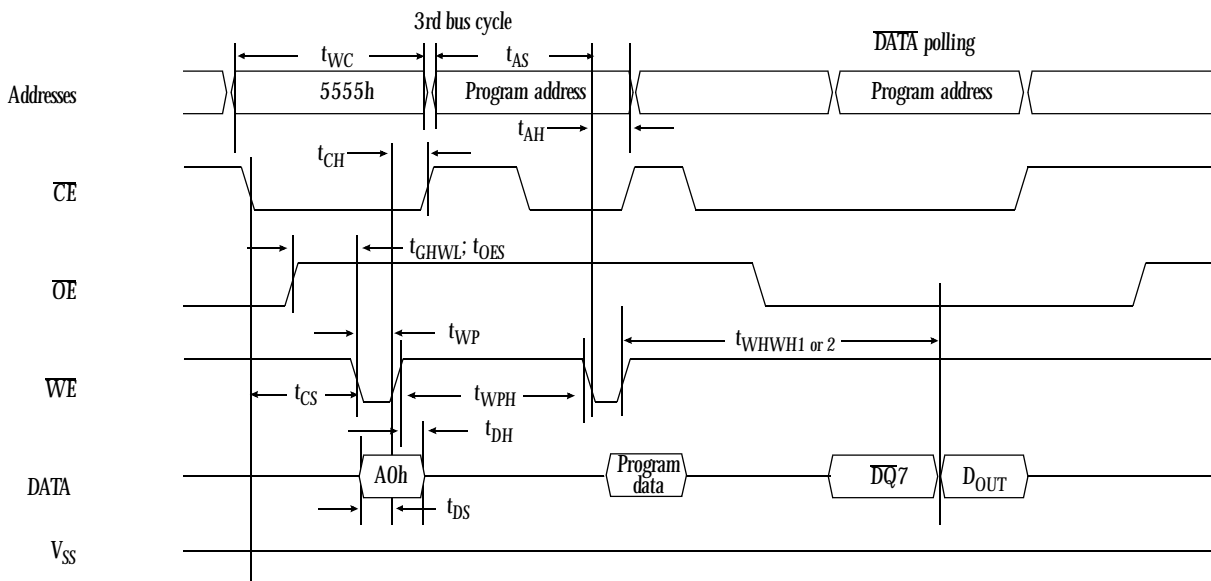 3rd bus cycle
tWC
tAS
DATA polling
Addresses
5555h
Program address
Program address
tAH
tCH
CE
tGHWL; tOES
OE
tWP
tWHWH1 or 2
WE
tCS
tWPH
tDH
DATA
A0h
Program
data
DQ7
DOUT
tDS
VSS